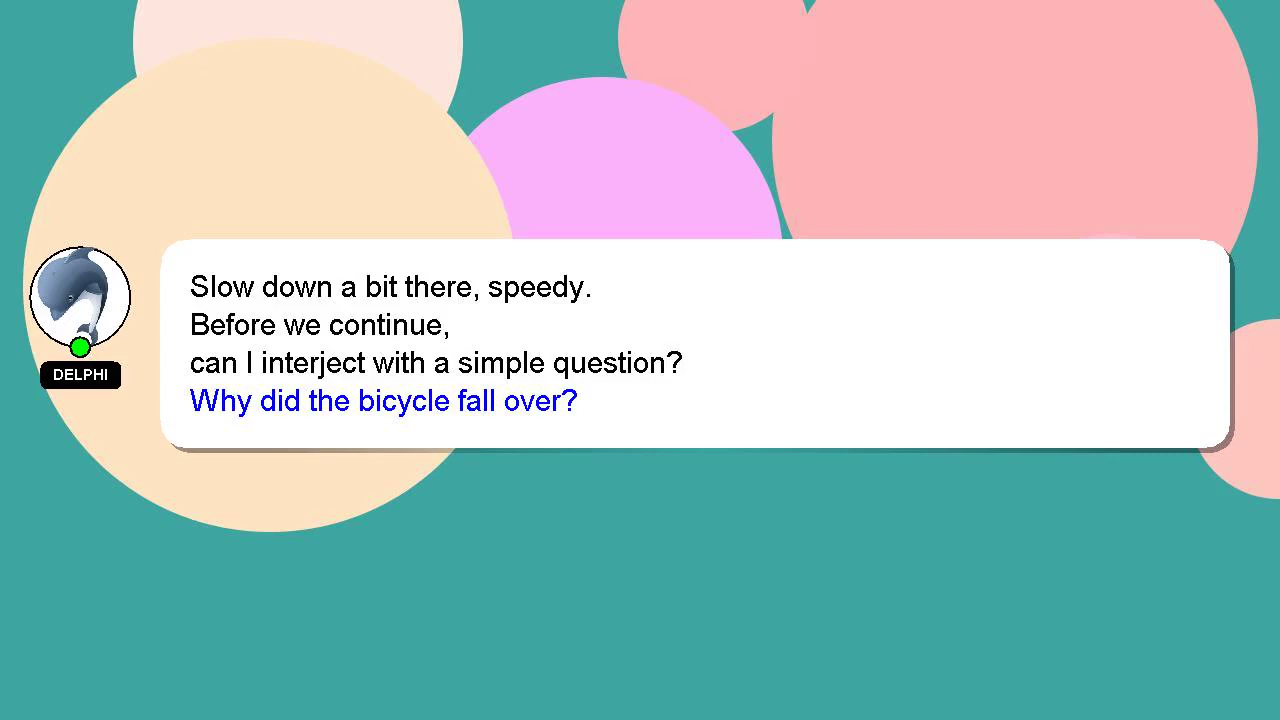 Slow down a bit there, speedy.
Before we continue,
can I interject with a simple question?
Why did the bicycle fall over?
DELPHI